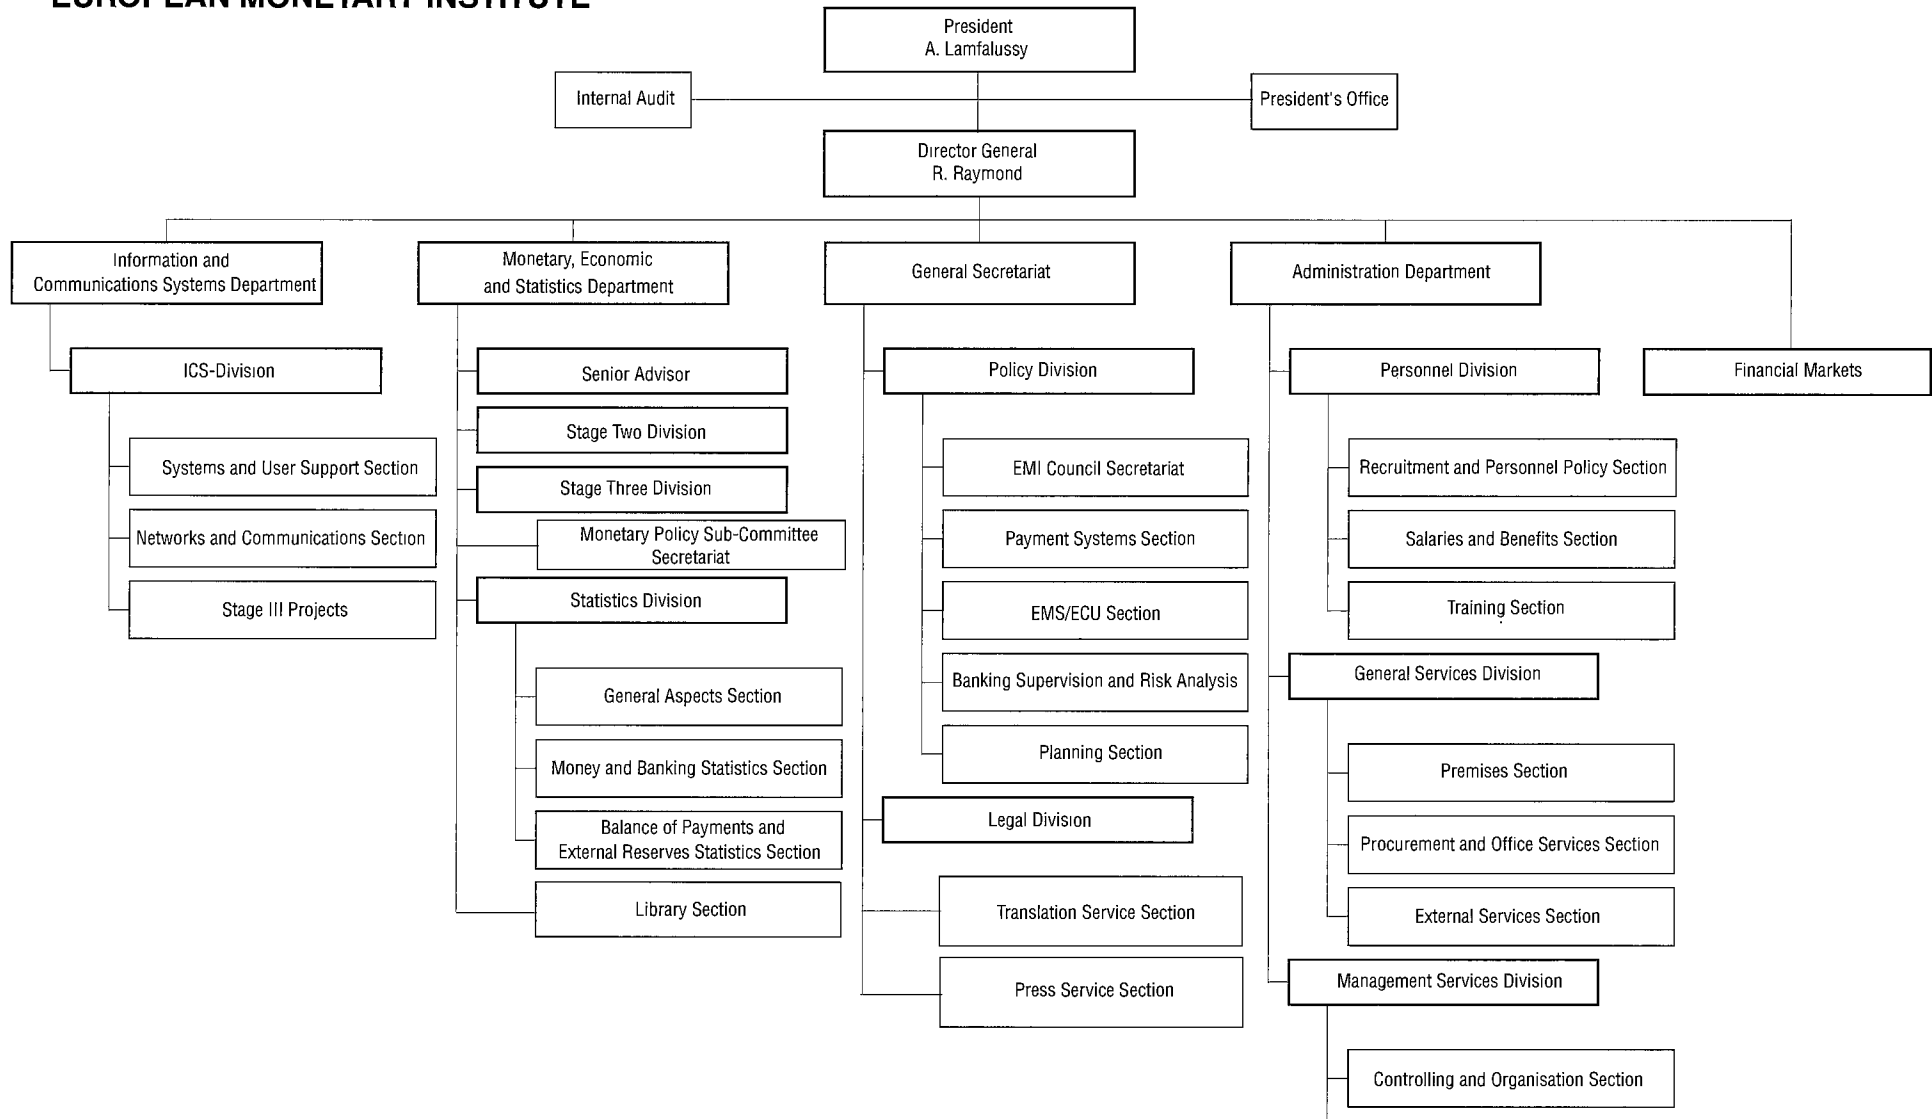 EUROPEAN MONETARY INSTITUTE
President
A. Lamfalussy
Internal Audit
President's Office
Director General
R. Raymond
Information and
Communications Systems Department
Monetary, Economic
and Statistics Department
General Secretariat
Administration Department
ICS-Division
Senior Advisor
Policy Division
Personnel Division
Financial Markets
Stage Two Division
Systems and User Support Section
Stage Three Division
EMI Council Secretariat
Recruitment and Personnel Policy Section
Networks and Communications Section
Monetary Policy Sub-Committee
Secretariat
Payment Systems Section
Salaries and Benefits Section
Stage III Projects
Statistics Division
EMS/ECU Section
Training Section
General Aspects Section
Banking Supervision and Risk Analysis
General Services Division
Money and Banking Statistics Section
Planning Section
Premises Section
Balance of Payments and
External Reserves Statistics Section
Legal Division
Procurement and Office Services Section
Library Section
Translation Service Section
External Services Section
Press Service Section
Management Services Division
Controlling and Organisation Section